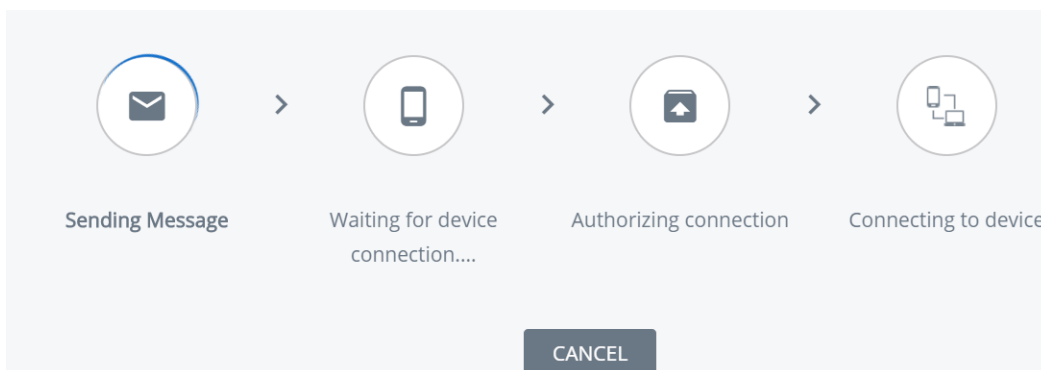 Sending Message
Waiting for device
connection....
Authorizing connection
Connecting to device
CANCEL